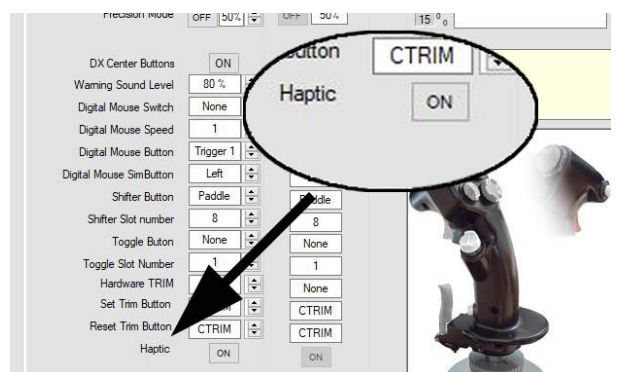 Precision Mode OFF 50% OFF 50% 15 0 0
Button CTRIM
DX Center Buttons ON
Haptic ON
Warning Sound Level 80 %
Digital Mouse Switch None
Digital Mouse Speed 1
Digital Mouse Button Trigger 1
Digital Mouse SimButton Left
Shifter Button Paddle Paddle
Shifter Slot number 8 8
Toggle Buton None None
Toggle Slot Number 1 1
Hardware TRIM None
Set Trim Button CTRIM
Reset Trim Button CTRIM CTRIM
Haptic ON ON